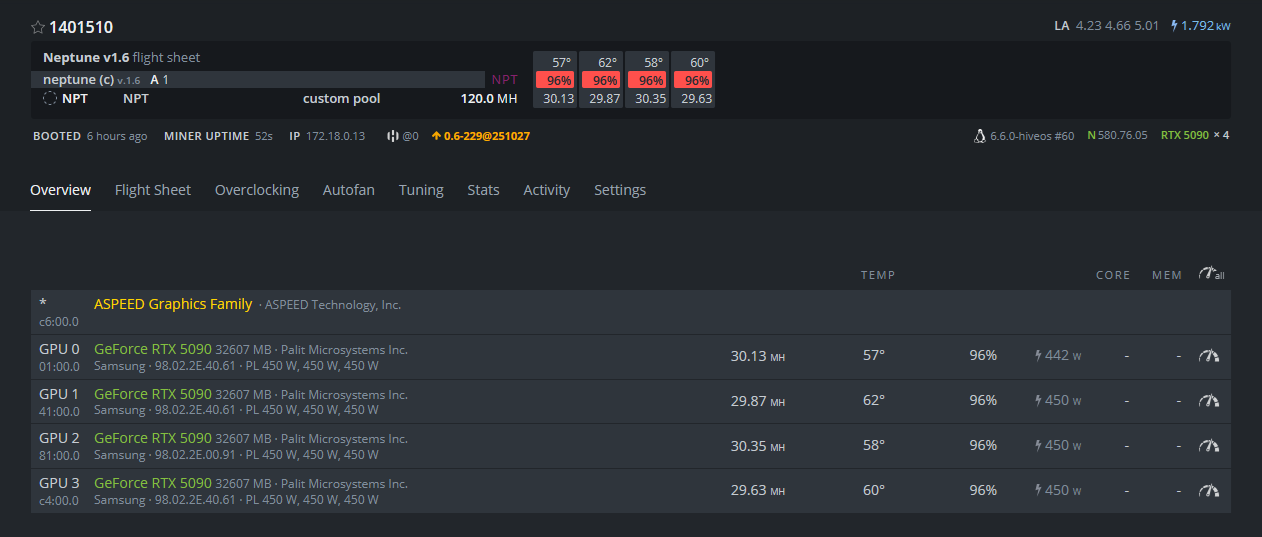 1401510
LA 4.23 4.66 5.01 1.792 kW
Neptune v1.6 flight sheet
57° 62° 58° 60°
neptune (c) v.1.6 A 1 NPT
96% 96% 96% 96%
NPT NPT custom pool 120.0 MH
30.13 29.87 30.35 29.63
BOOTED 6 hours ago MINER UPTIME 52s IP 172.18.0.13 @0 0.6-229@251027
6.6.0-hiveos #60 N 580.76.05 RTX 5090 × 4
Overview Flight Sheet Overclocking Autofan Tuning Stats Activity Settings
TEMP CORE MEM all
* ASPEED Graphics Family · ASPEED Technology, Inc.
c6:00.0
GPU 0 GeForce RTX 5090 32607 MB · Palit Microsystems Inc.
01:00.0 Samsung · 98.02.2E.40.61 · PL 450 W, 450 W, 450 W
30.13 MH 57° 96% 442 W - -
GPU 1 GeForce RTX 5090 32607 MB · Palit Microsystems Inc.
41:00.0 Samsung · 98.02.2E.40.61 · PL 450 W, 450 W, 450 W
29.87 MH 62° 96% 450 W - -
GPU 2 GeForce RTX 5090 32607 MB · Palit Microsystems Inc.
81:00.0 Samsung · 98.02.2E.00.91 · PL 450 W, 450 W, 450 W
30.35 MH 58° 96% 450 W - -
GPU 3 GeForce RTX 5090 32607 MB · Palit Microsystems Inc.
c4:00.0 Samsung · 98.02.2E.40.61 · PL 450 W, 450 W, 450 W
29.63 MH 60° 96% 450 W - -